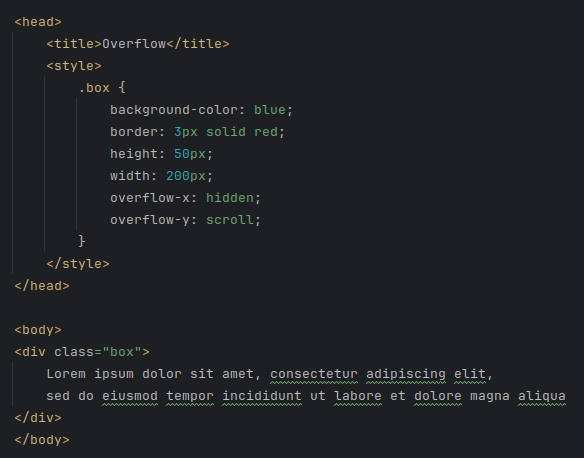 <head>
    <title>Overflow</title>
    <style>
        .box {
            background-color: blue;
            border: 3px solid red;
            height: 50px;
            width: 200px;
            overflow-x: hidden;
            overflow-y: scroll;
        }
    </style>
</head>

<body>
<div class="box">
    Lorem ipsum dolor sit amet, consectetur adipiscing elit,
    sed do eiusmod tempor incididunt ut labore et dolore magna aliqua
</div>
</body>